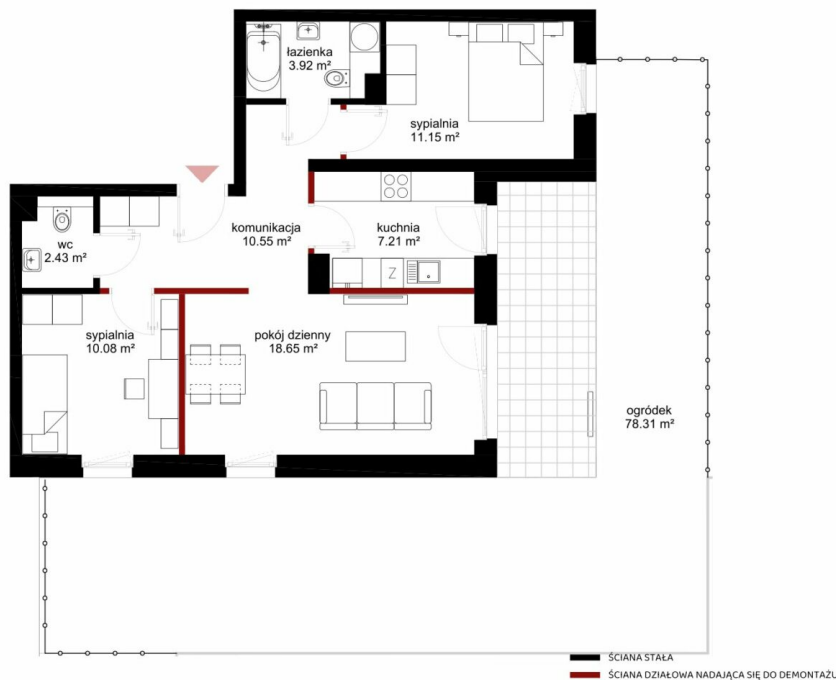 łazienka
3.92 m²
sypialnia
11.15 m²
komunikacja
10.55 m²
kuchnia
7.21 m²
wc
2.43 m²
Z
sypialnia
10.08 m²
pokój dzienny
18.65 m²
ogródek
78.31 m²
ŚCIANA STAŁA
ŚCIANA DZIAŁOWA NADAJĄCA SIĘ DO DEMONTAŻU